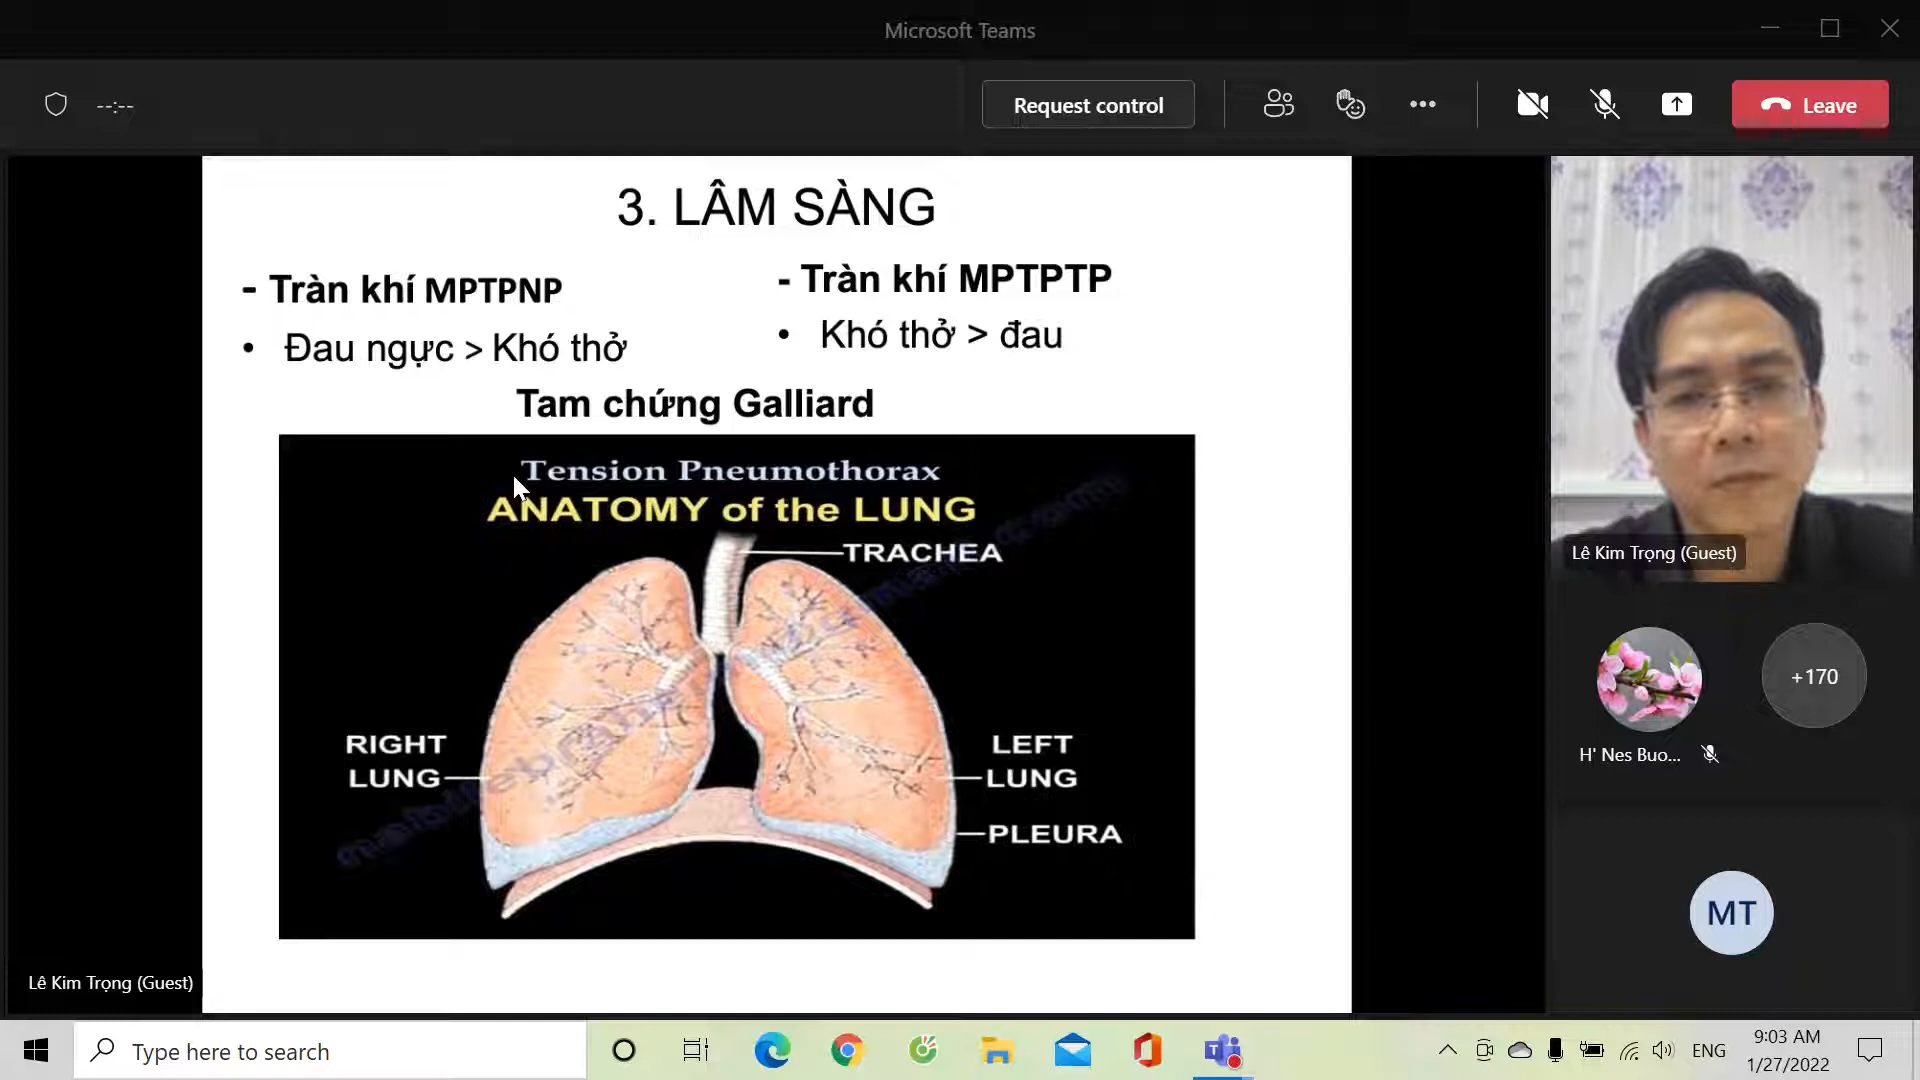 Microsoft Teams
--:--
Request control
Leave
3. LÂM SÀNG
- Tràn khí MPTPNP
• Đau ngực > Khó thở
- Tràn khí MPTPTP
• Khó thở > đau
Tam chứng Galliard
Tension Pneumothorax
ANATOMY of the LUNG
TRACHEA
RIGHT
LUNG
LEFT
LUNG
PLEURA
Lê Kim Trọng (Guest)
Lê Kim Trọng (Guest)
+170
H' Nes Buo...
MT
Type here to search
ENG
9:03 AM
1/27/2022